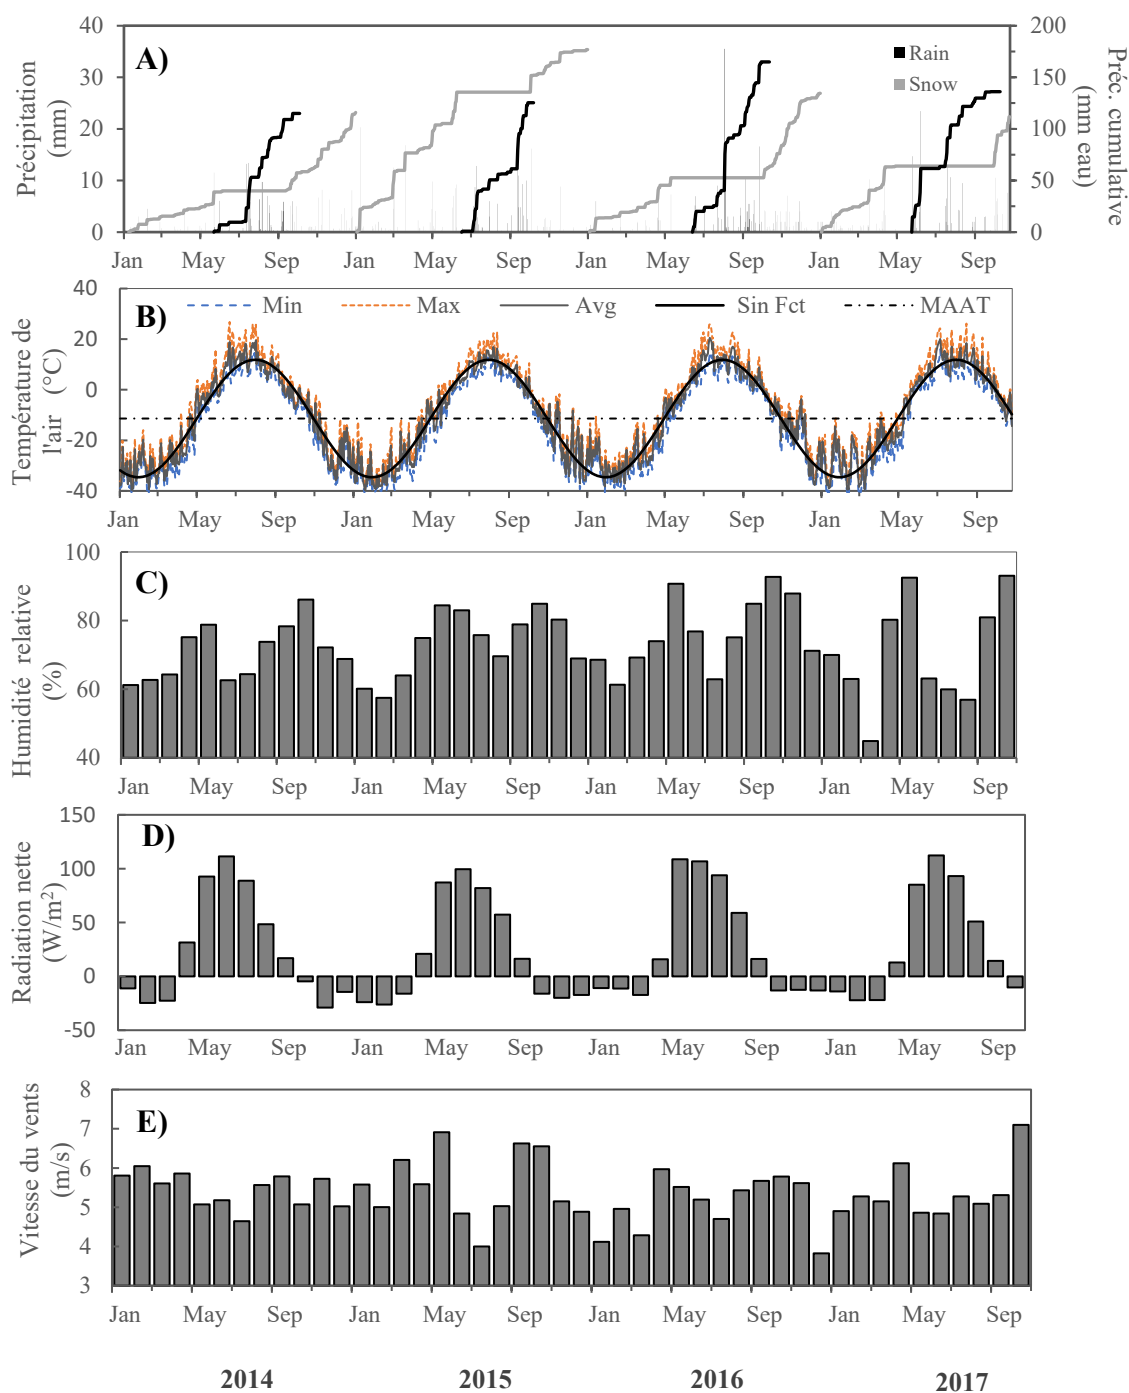 A)
Précipitation
(mm)
40
30
20
10
0
200
150
100
50
0
Préc. cumulative
(mm eau)
Rain
Snow
Jan May Sep Jan May Sep Jan May Sep Jan May Sep
B)
Min Max Avg Sin Fct MAAT
Température de
l'air (°C)
40
20
0
-20
-40
Jan May Sep Jan May Sep Jan May Sep Jan May Sep
C)
Humidité relative
(%)
100
80
60
40
Jan May Sep Jan May Sep Jan May Sep Jan May Sep
D)
Radiation nette
(W/m²)
150
100
50
0
-50
Jan May Sep Jan May Sep Jan May Sep Jan May Sep
E)
Vitesse du vents
(m/s)
8
7
6
5
4
3
Jan May Sep Jan May Sep Jan May Sep Jan May Sep
2014 2015 2016 2017